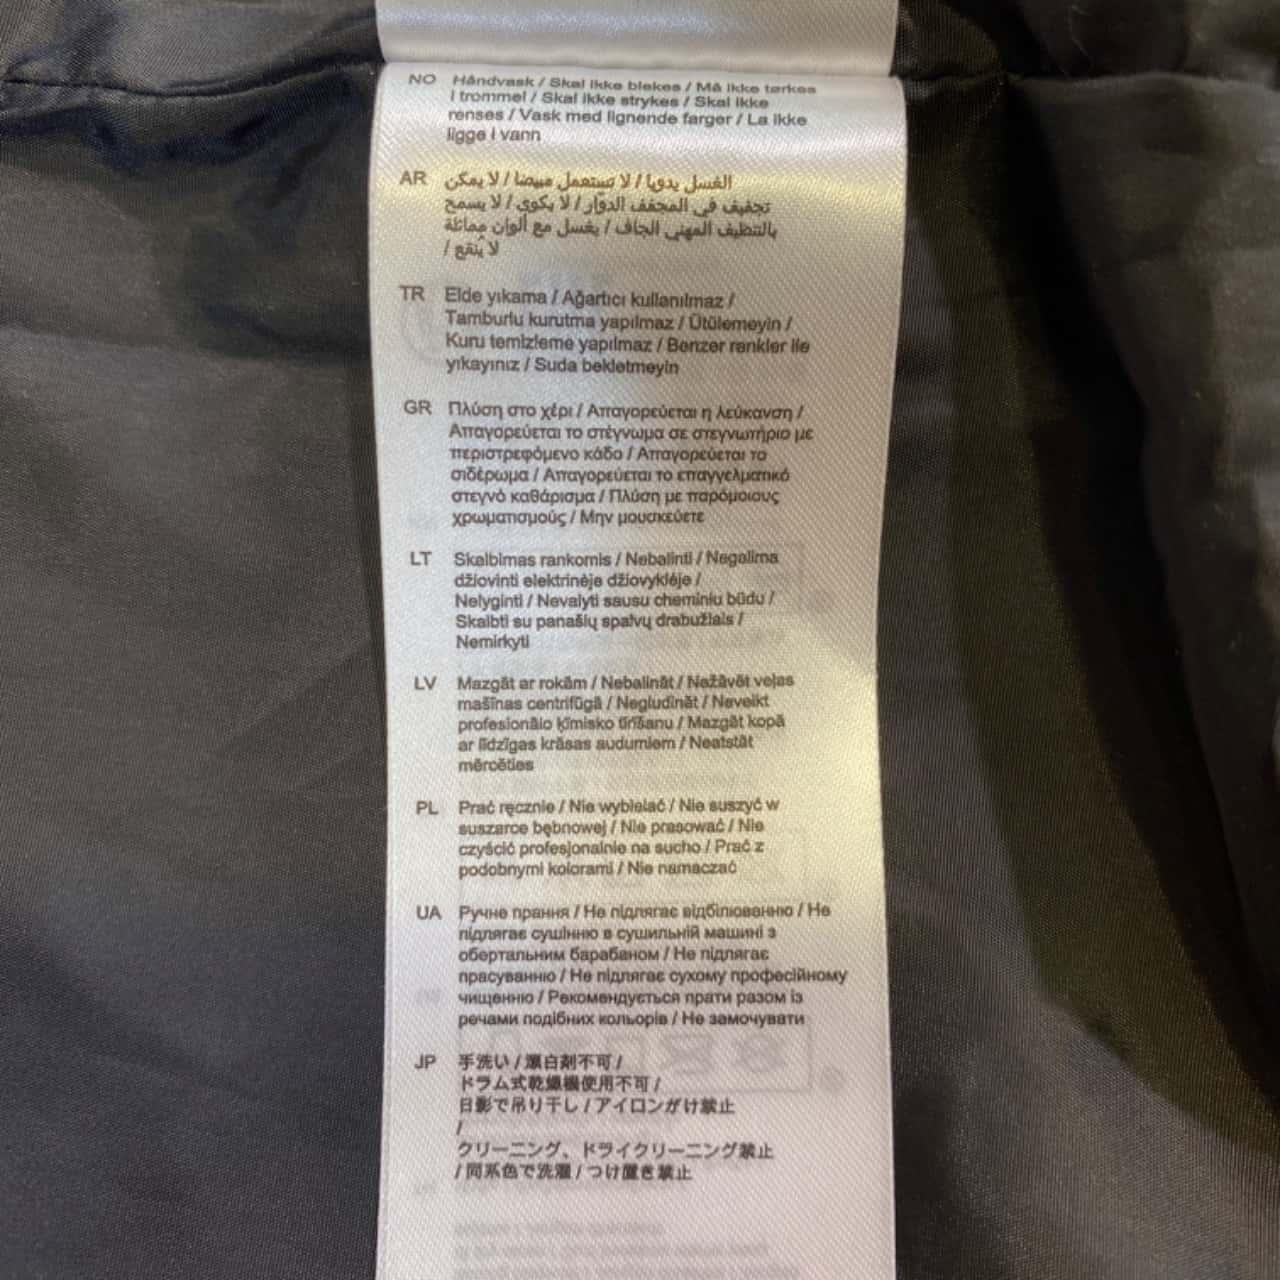 NO Håndvask / Skal ikke blekes / Må ikke tørkes
i trommel / Skal ikke strykes / Skal ikke
renses / Vask med lignende farger / La ikke
ligge i vann
AR الغسل يدويا / لا تستعمل مبيضا / لا يمكن
تجفيف في المجفف الدوّار / لا يكوي / لا يسمح
بالتنظيف المهني الجاف / يغسل مع ألوان مماثلة
/ لا يُنقع
TR Elde yıkama / Ağartıcı kullanılmaz /
Tamburlu kurutma yapılmaz / Ütülemeyin /
Kuru temizleme yapılmaz / Benzer renkler ile
yıkayınız / Suda bekletmeyin
GR Πλύση στο χέρι / Απαγορεύεται η λεύκανση /
Απαγορεύεται το στέγνωμα σε στεγνωτήριο με
περιστρεφόμενο κάδο / Απαγορεύεται το
σιδέρωμα / Απαγορεύεται το επαγγελματικό
στεγνό καθάρισμα / Πλύση με παρόμοιους
χρωματισμούς / Μην μουσκεύετε
LT Skalbimas rankomis / Nebalinti / Negalima
džiovinti elektrinėje džiovyklėje /
Nelyginti / Nevalyti sausu cheminiu būdu /
Skalbti su panašių spalvų drabužiais /
Nemirkyti
LV Mazgāt ar rokām / Nebalināt / Nežāvēt veļas
mašīnas centrifūgā / Negludināt / Neveikt
profesionālo ķīmisko tīrīšanu / Mazgāt kopā
ar līdzīgas krāsas audumiem / Neatstāt
mērcēties
PL Prać ręcznie / Nie wybielać / Nie suszyć w
suszarce bębnowej / Nie prasować / Nie
czyścić profesjonalnie na sucho / Prać z
podobnymi kolorami / Nie namaczać
UA Ручне прання / Не підлягає відбілюванню / Не
підлягає сушінню в сушильній машині з
обертальним барабаном / Не підлягає
прасуванню / Не підлягає сухому професійному
чищенню / Рекомендується прати разом із
речами подібних кольорів / Не замочувати
JP 手洗い / 漂白剤不可 /
ドラム式乾燥機使用不可 /
日影で吊り干し / アイロンがけ禁止
/
クリーニング、ドライクリーニング禁止
/ 同系色で洗濯 / つけ置き禁止